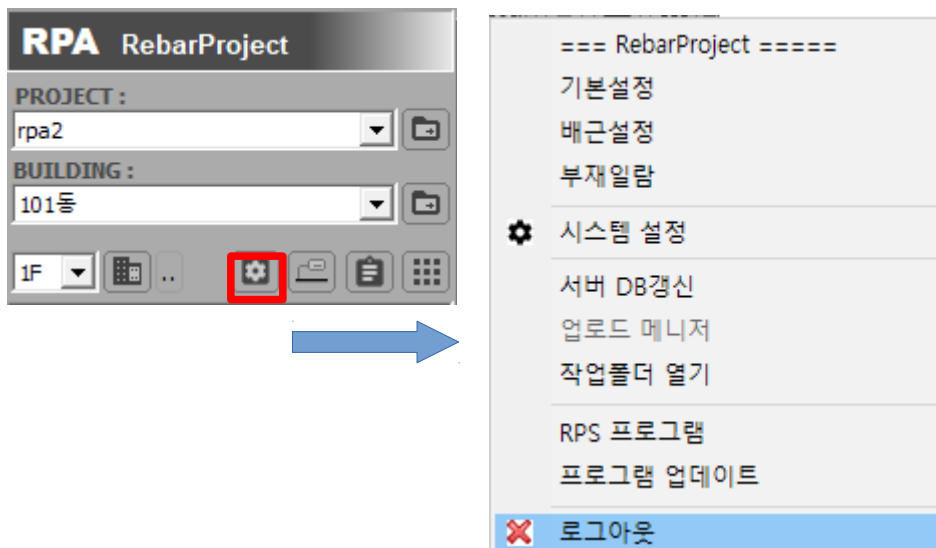 RPA RebarProject
PROJECT :
rpa2
BUILDING :
101동
1F ..
=== RebarProject =====
기본설정
배근설정
부재일람
시스템 설정
서버 DB갱신
업로드 메니저
작업폴더 열기
RPS 프로그램
프로그램 업데이트
로그아웃